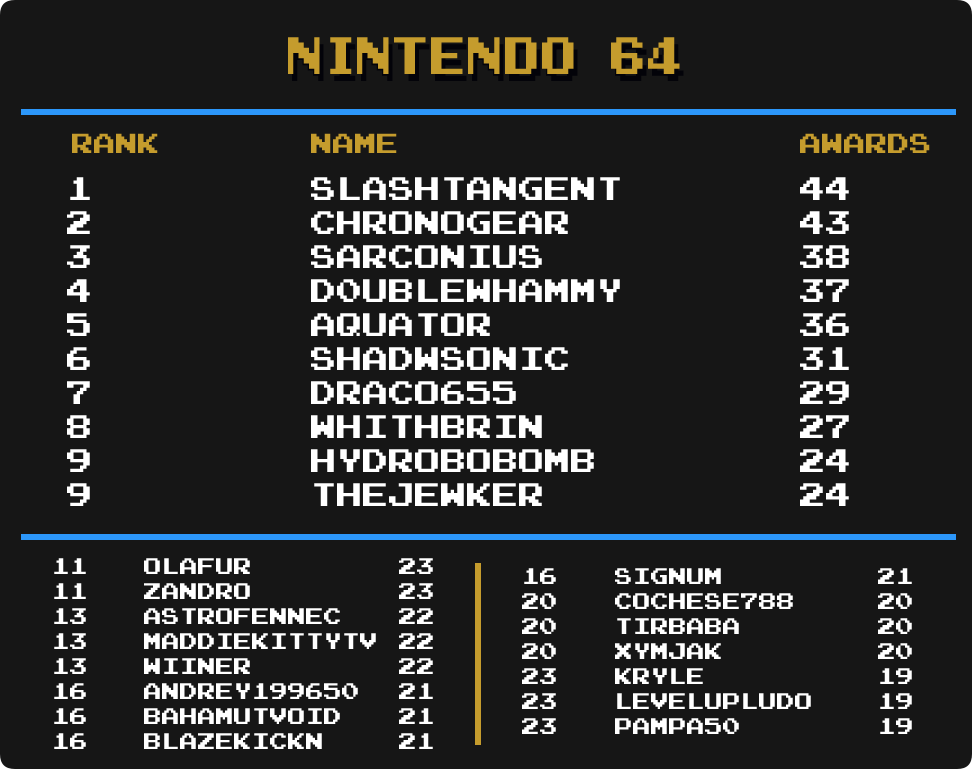 NINTENDO 64
RANK NAME AWARDS
1 SLASHTANGENT 44
2 CHRONOGEAR 43
3 SARCONIUS 38
4 DOUBLEWHAMMY 37
5 AQUATOR 36
6 SHADWSONIC 31
7 DRACO655 29
8 WHITHBRIN 27
9 HYDROBOBOMB 24
9 THEJEWKER 24
11 OLAFUR 23
11 ZANDRO 23
13 ASTROFENNEC 22
13 MADDIEKITTYTV 22
13 WIINER 22
16 ANDREY199650 21
16 BAHAMUTVOID 21
16 BLAZEKICKN 21
16 SIGNUM 21
20 COCHESE788 20
20 TIRBABA 20
20 XYMJAK 20
23 KRYLE 19
23 LEVELUPLUDO 19
23 PAMPA50 19